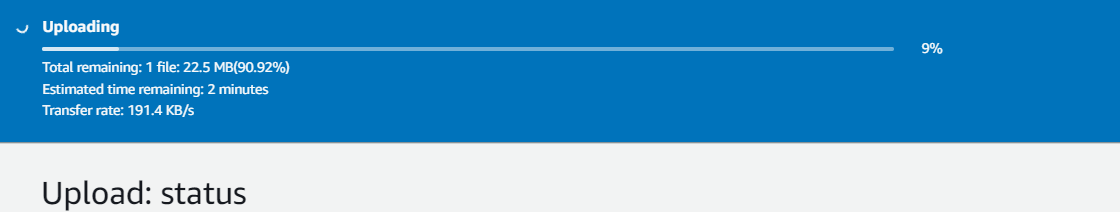 Uploading
9%
Total remaining: 1 file: 22.5 MB(90.92%)
Estimated time remaining: 2 minutes
Transfer rate: 191.4 KB/s
Upload: status